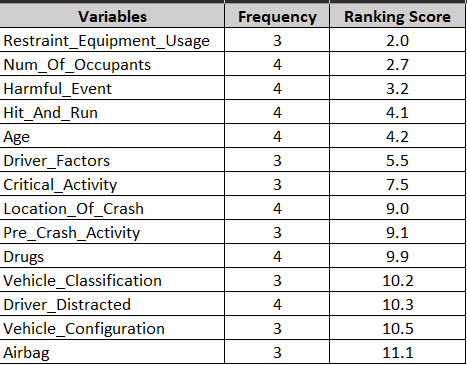 Variables Frequency Ranking Score
Restraint_Equipment_Usage 3 2.0
Num_Of_Occupants 4 2.7
Harmful_Event 4 3.2
Hit_And_Run 4 4.1
Age 4 4.2
Driver_Factors 3 5.5
Critical_Activity 3 7.5
Location_Of_Crash 4 9.0
Pre_Crash_Activity 3 9.1
Drugs 4 9.9
Vehicle_Classification 3 10.2
Driver_Distracted 4 10.3
Vehicle_Configuration 3 10.5
Airbag 3 11.1